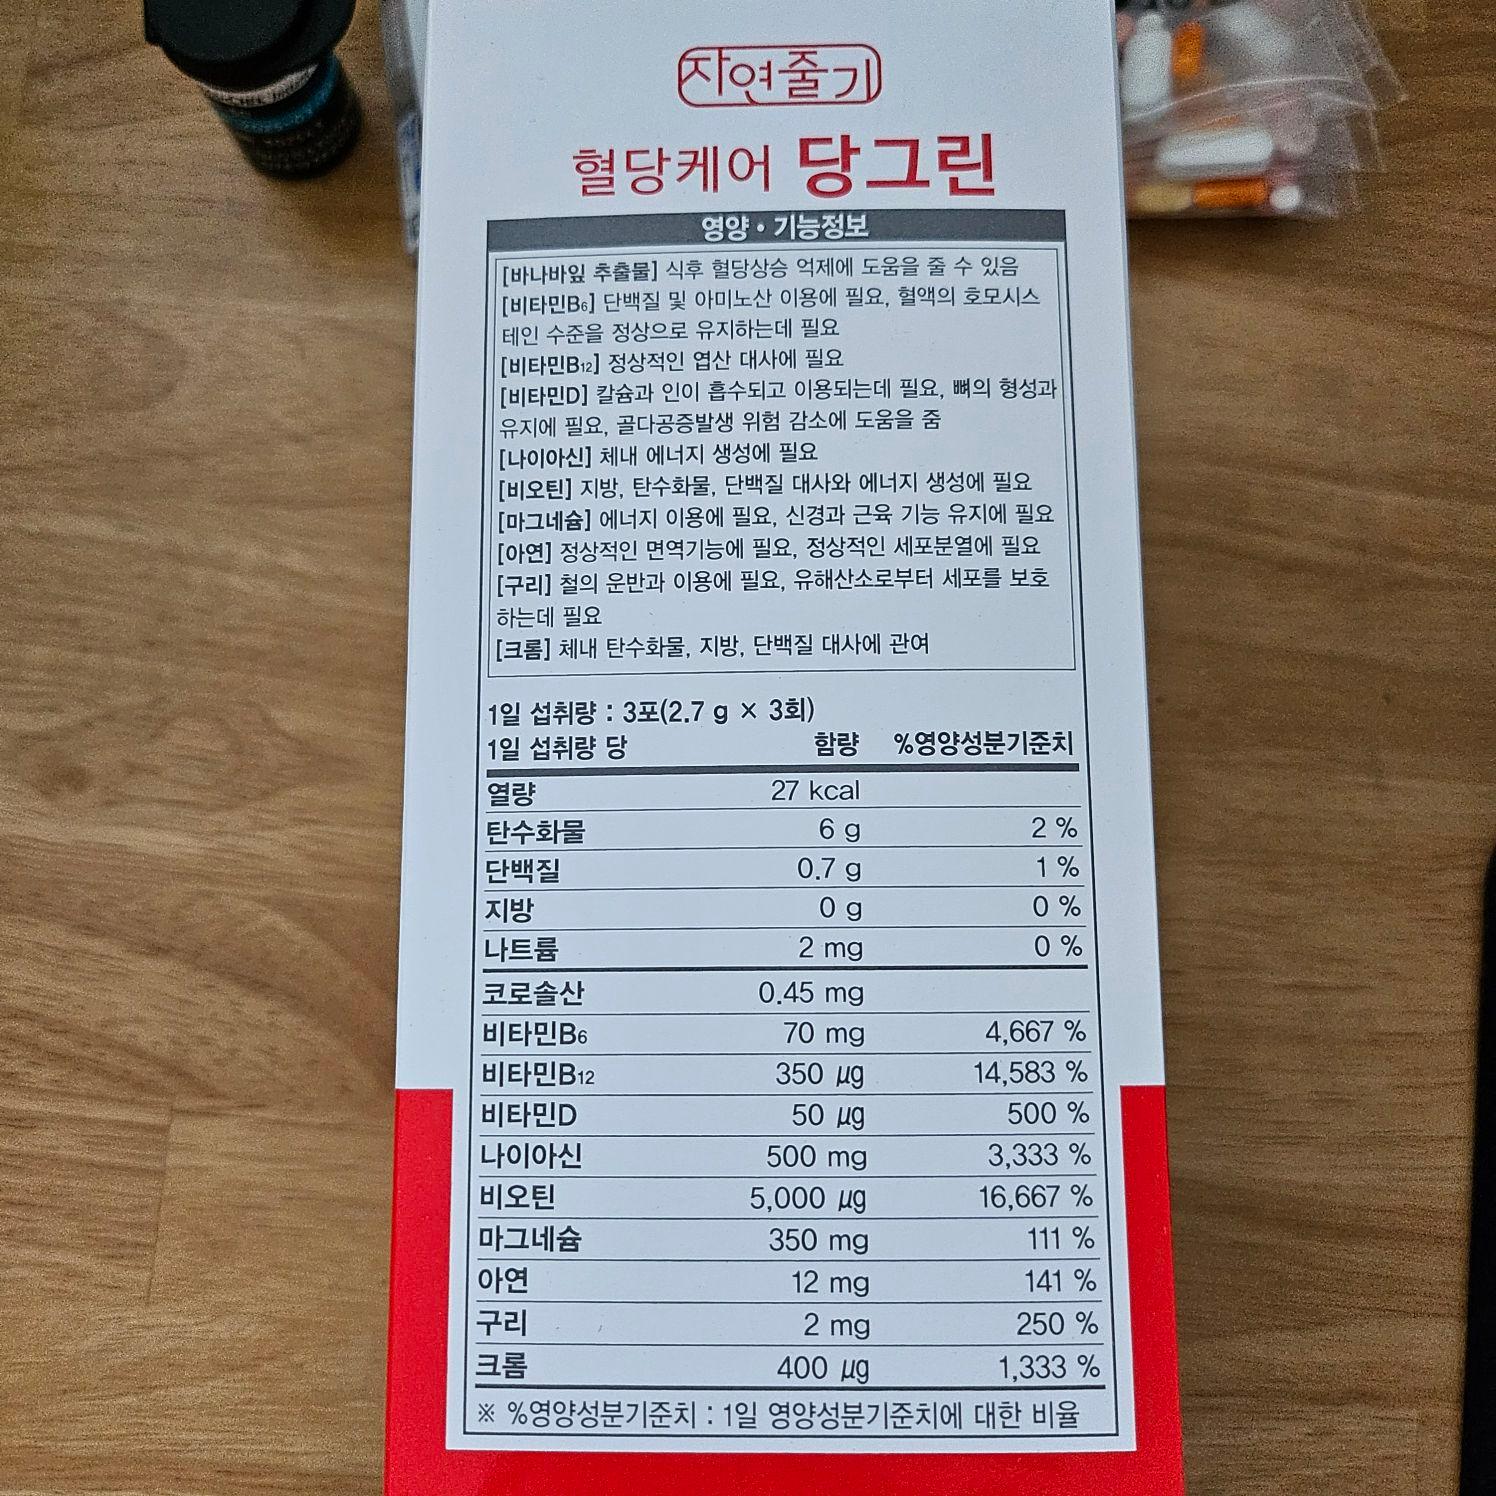 자연줄기
혈당케어 당그린
영양 • 기능정보
[바나바잎 추출물] 식후 혈당상승 억제에 도움을 줄 수 있음
[비타민B6] 단백질 및 아미노산 이용에 필요, 혈액의 호모시스
테인 수준을 정상으로 유지하는데 필요
[비타민B12] 정상적인 엽산 대사에 필요
[비타민D] 칼슘과 인이 흡수되고 이용되는데 필요, 뼈의 형성과
유지에 필요, 골다공증발생 위험 감소에 도움을 줌
[나이아신] 체내 에너지 생성에 필요
[비오틴] 지방, 탄수화물, 단백질 대사와 에너지 생성에 필요
[마그네슘] 에너지 이용에 필요, 신경과 근육 기능 유지에 필요
[아연] 정상적인 면역기능에 필요, 정상적인 세포분열에 필요
[구리] 철의 운반과 이용에 필요, 유해산소로부터 세포를 보호
하는데 필요
[크롬] 체내 탄수화물, 지방, 단백질 대사에 관여
1일 섭취량 : 3포(2.7 g × 3회)
1일 섭취량 당 함량 %영양성분기준치
열량 27 kcal
탄수화물 6 g 2 %
단백질 0.7 g 1 %
지방 0 g 0 %
나트륨 2 mg 0 %
코로솔산 0.45 mg
비타민B6 70 mg 4,667 %
비타민B12 350 µg 14,583 %
비타민D 50 µg 500 %
나이아신 500 mg 3,333 %
비오틴 5,000 µg 16,667 %
마그네슘 350 mg 111 %
아연 12 mg 141 %
구리 2 mg 250 %
크롬 400 µg 1,333 %
※ %영양성분기준치 : 1일 영양성분기준치에 대한 비율